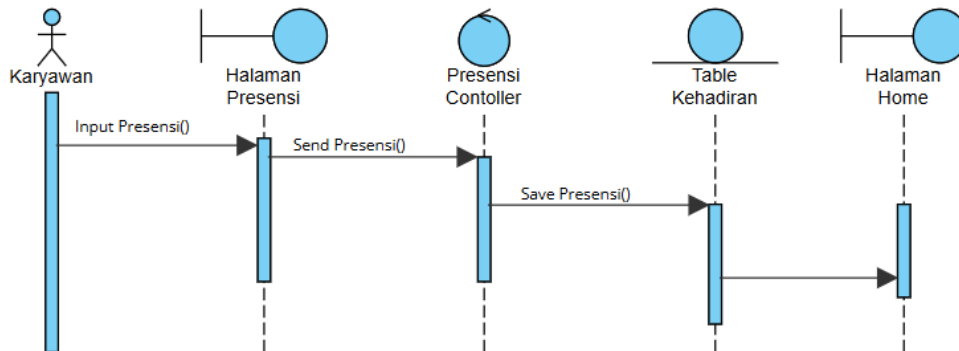 Karyawan
Halaman
Presensi
Presensi
Contoller
Table
Kehadiran
Halaman
Home
Input Presensi()
Send Presensi()
Save Presensi()